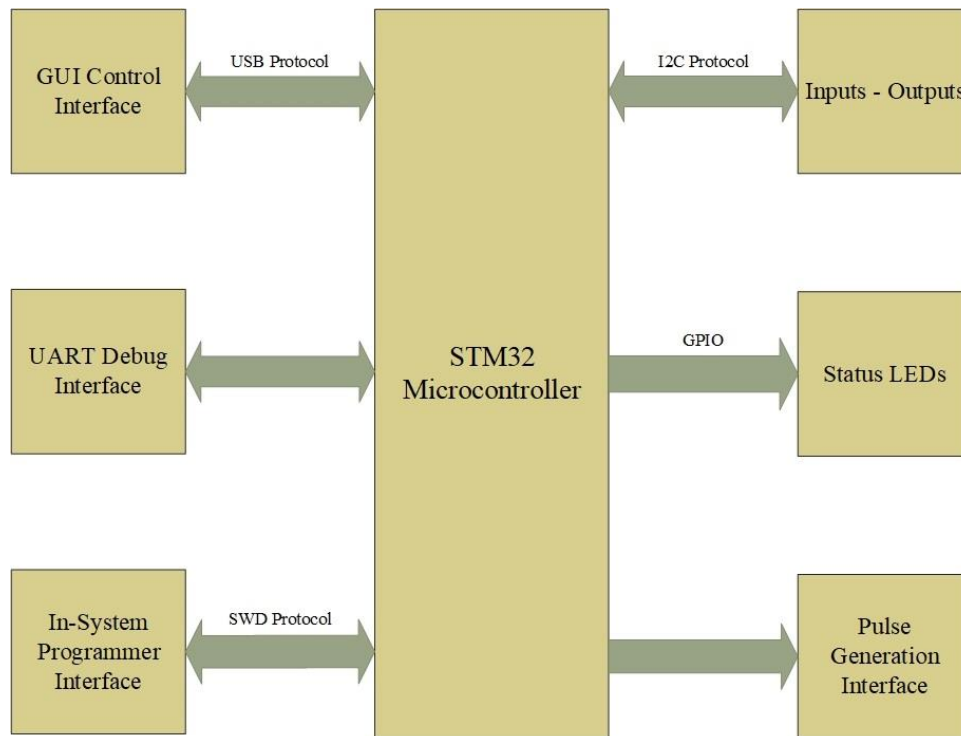 GUI Control
Interface
USB Protocol
I2C Protocol
Inputs - Outputs
UART Debug
Interface
STM32
Microcontroller
GPIO
Status LEDs
In-System
Programmer
Interface
SWD Protocol
Pulse
Generation
Interface